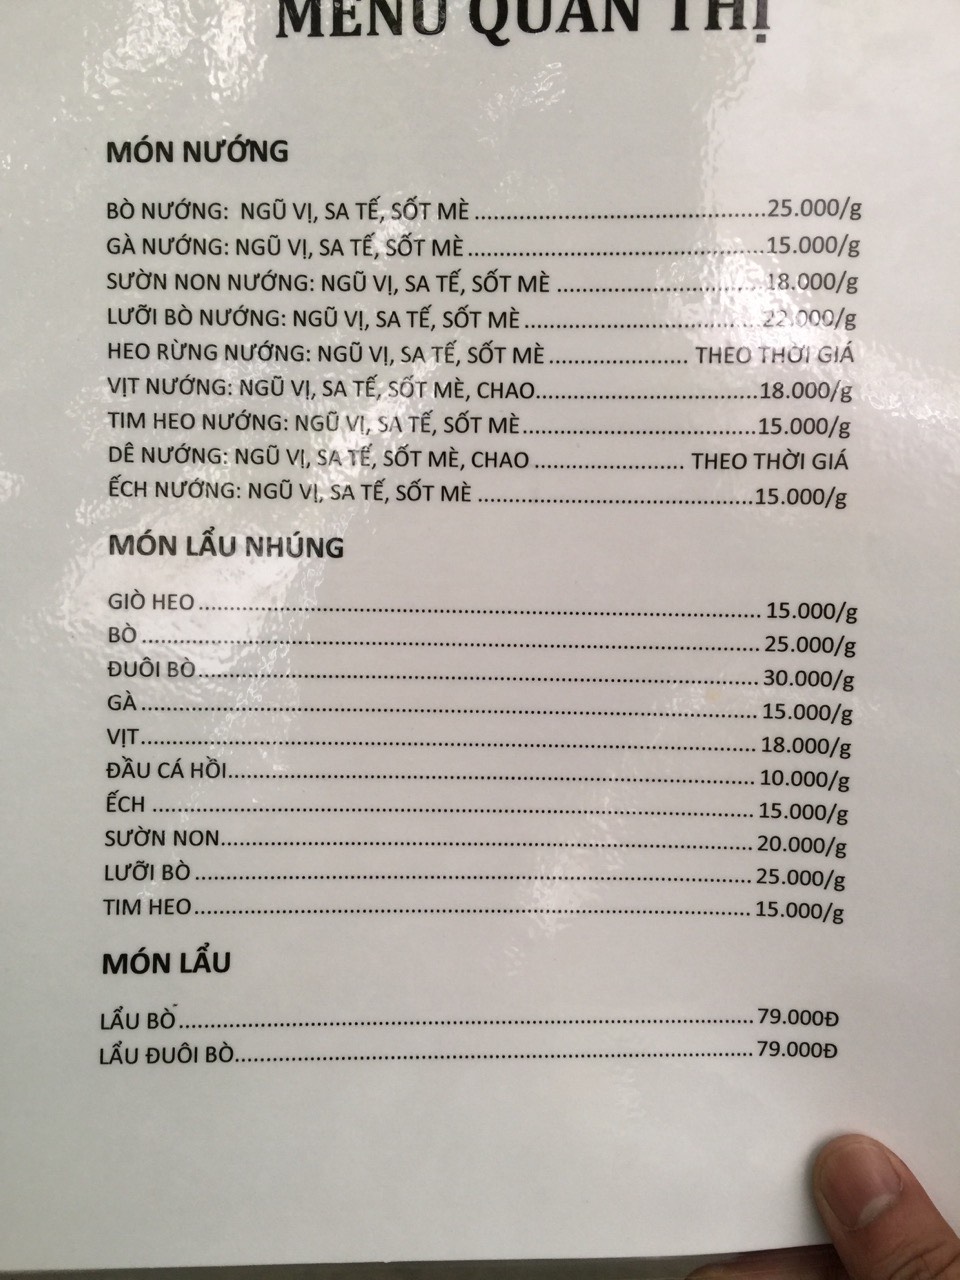 MENU QUÁN THỊ
MÓN NƯỚNG
BÒ NƯỚNG: NGŨ VỊ, SA TẾ, SỐT MÈ...............................................25.000/g
GÀ NƯỚNG: NGŨ VỊ, SA TẾ, SỐT MÈ...............................................15.000/g
SƯỜN NON NƯỚNG: NGŨ VỊ, SA TẾ, SỐT MÈ .................................18.000/g
LƯỠI BÒ NƯỚNG: NGŨ VỊ, SA TẾ, SỐT MÈ......................................22.000/g
HEO RỪNG NƯỚNG: NGŨ VỊ, SA TẾ, SỐT MÈ...................... THEO THỜI GIÁ
VỊT NƯỚNG: NGŨ VỊ, SA TẾ, SỐT MÈ, CHAO...................................18.000/g
TIM HEO NƯỚNG: NGŨ VỊ, SA TẾ, SỐT MÈ.....................................15.000/g
DÊ NƯỚNG: NGŨ VỊ, SA TẾ, SỐT MÈ, CHAO ........................ THEO THỜI GIÁ
ẾCH NƯỚNG: NGŨ VỊ, SA TẾ, SỐT MÈ ............................................15.000/g
MÓN LẨU NHÚNG
GIÒ HEO.......................................................................................... 15.000/g
BÒ................................................................................................... 25.000/g
ĐUÔI BÒ.......................................................................................... 30.000/g
GÀ................................................................................................... 15.000/g
VỊT................................................................................................... 18.000/g
ĐẦU CÁ HỒI.................................................................................... 10.000/g
ẾCH ................................................................................................ 15.000/g
SƯỜN NON..................................................................................... 20.000/g
LƯỠI BÒ ......................................................................................... 25.000/g
TIM HEO......................................................................................... 15.000/g
MÓN LẨU
LẨU BÒ............................................................................................ 79.000Đ
LẨU ĐUÔI BÒ................................................................................... 79.000Đ